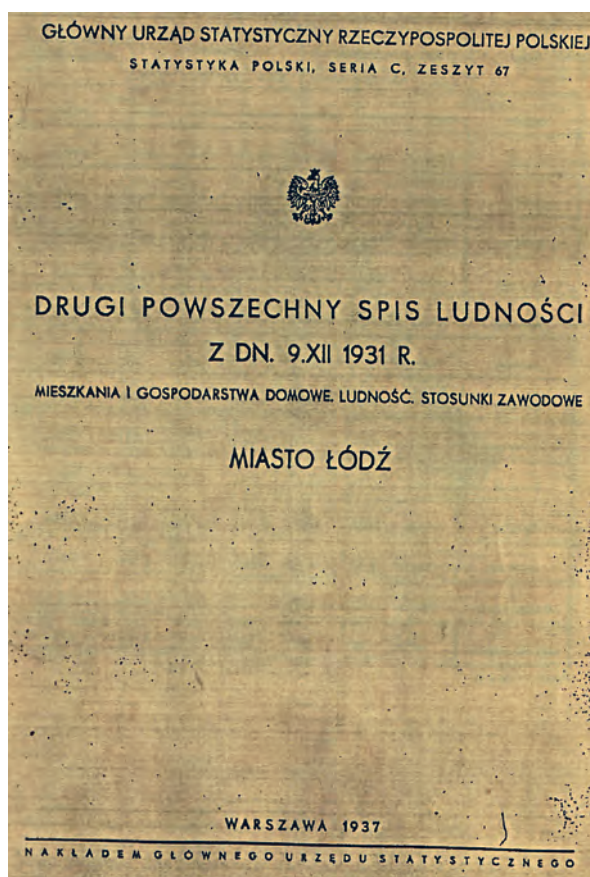 GŁÓWNY URZĄD STATYSTYCZNY RZECZYPOSPOLITEJ POLSKIEJ
STATYSTYKA POLSKI, SERIA C, ZESZYT 67
DRUGI POWSZECHNY SPIS LUDNOŚCI
Z DN. 9.XII 1931 R.
MIESZKANIA I GOSPODARSTWA DOMOWE. LUDNOŚĆ. STOSUNKI ZAWODOWE
MIASTO ŁÓDŹ
WARSZAWA 1937
NAKŁADEM GŁÓWNEGO URZĘDU STATYSTYCZNEGO